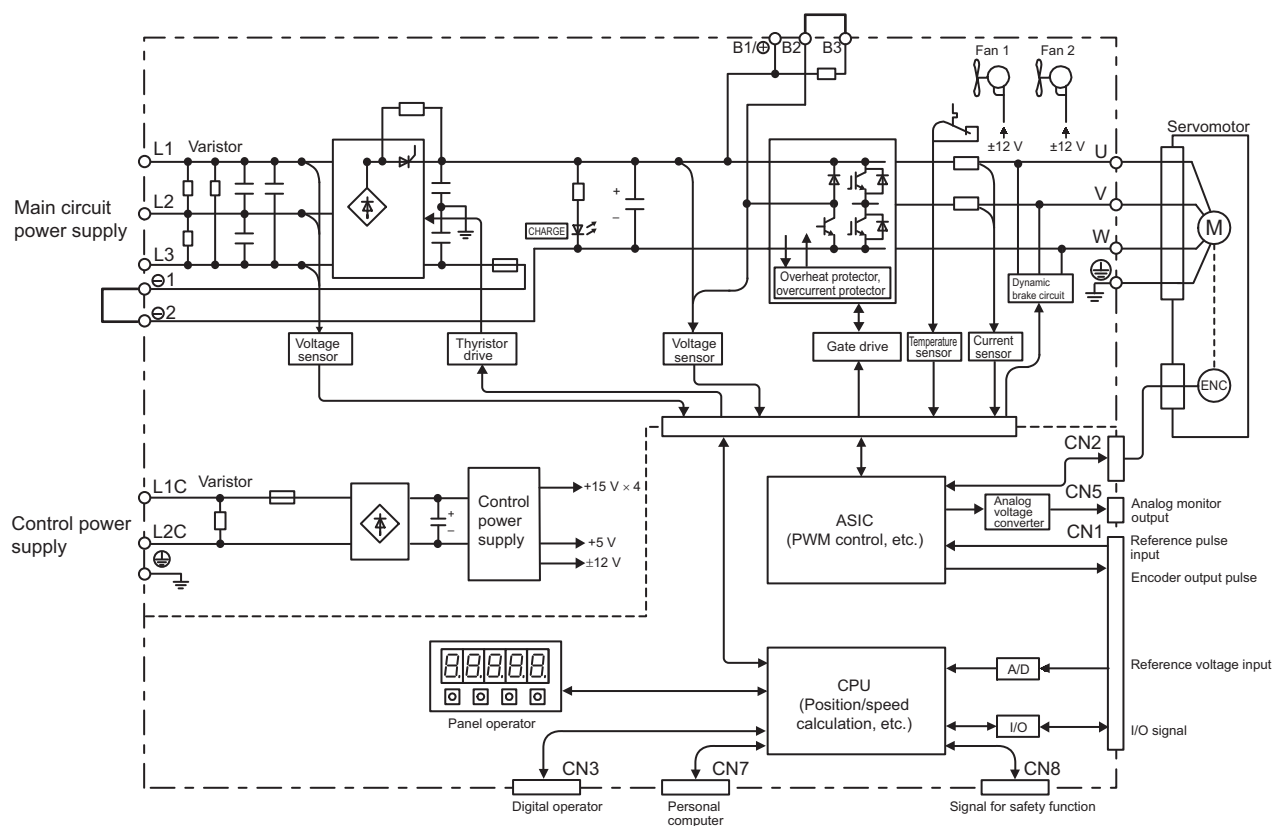 B1/⊕ B2 B3
Fan 1
Fan 2
±12 V
±12 V
Servomotor
L1
Varistor
U
Main circuit
power supply
L2
V
+
–
CHARGE
M
L3
W
⊖1
⊖2
Overheat protector,
overcurrent protector
Dynamic
brake circuit
Voltage
sensor
Thyristor
drive
Voltage
sensor
Gate drive
Temperature
sensor
Current
sensor
ENC
CN2
L1C
Varistor
+
–
Control
power
supply
+15 V × 4
+5 V
±12 V
Control power
supply
L2C
ASIC
(PWM control, etc.)
Analog
voltage
converter
CN5
Analog monitor
output
CN1
Reference pulse
input
Encoder output pulse
8.8.8.8.8.
Panel operator
CPU
(Position/speed
calculation, etc.)
A/D
Reference voltage input
I/O
I/O signal
CN3
Digital operator
CN7
Personal
computer
CN8
Signal for safety function